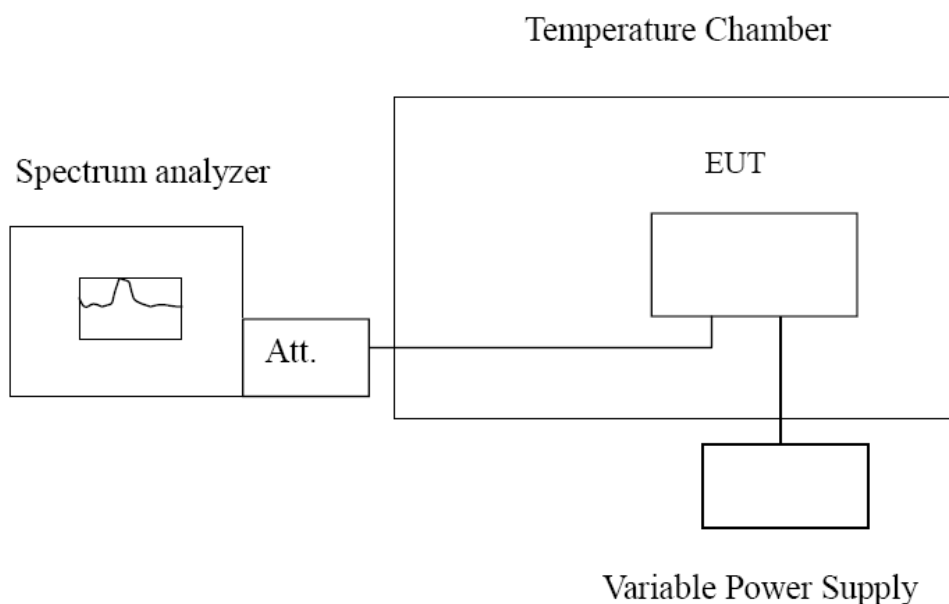 Temperature Chamber
Spectrum analyzer
EUT
Att.
Variable Power Supply